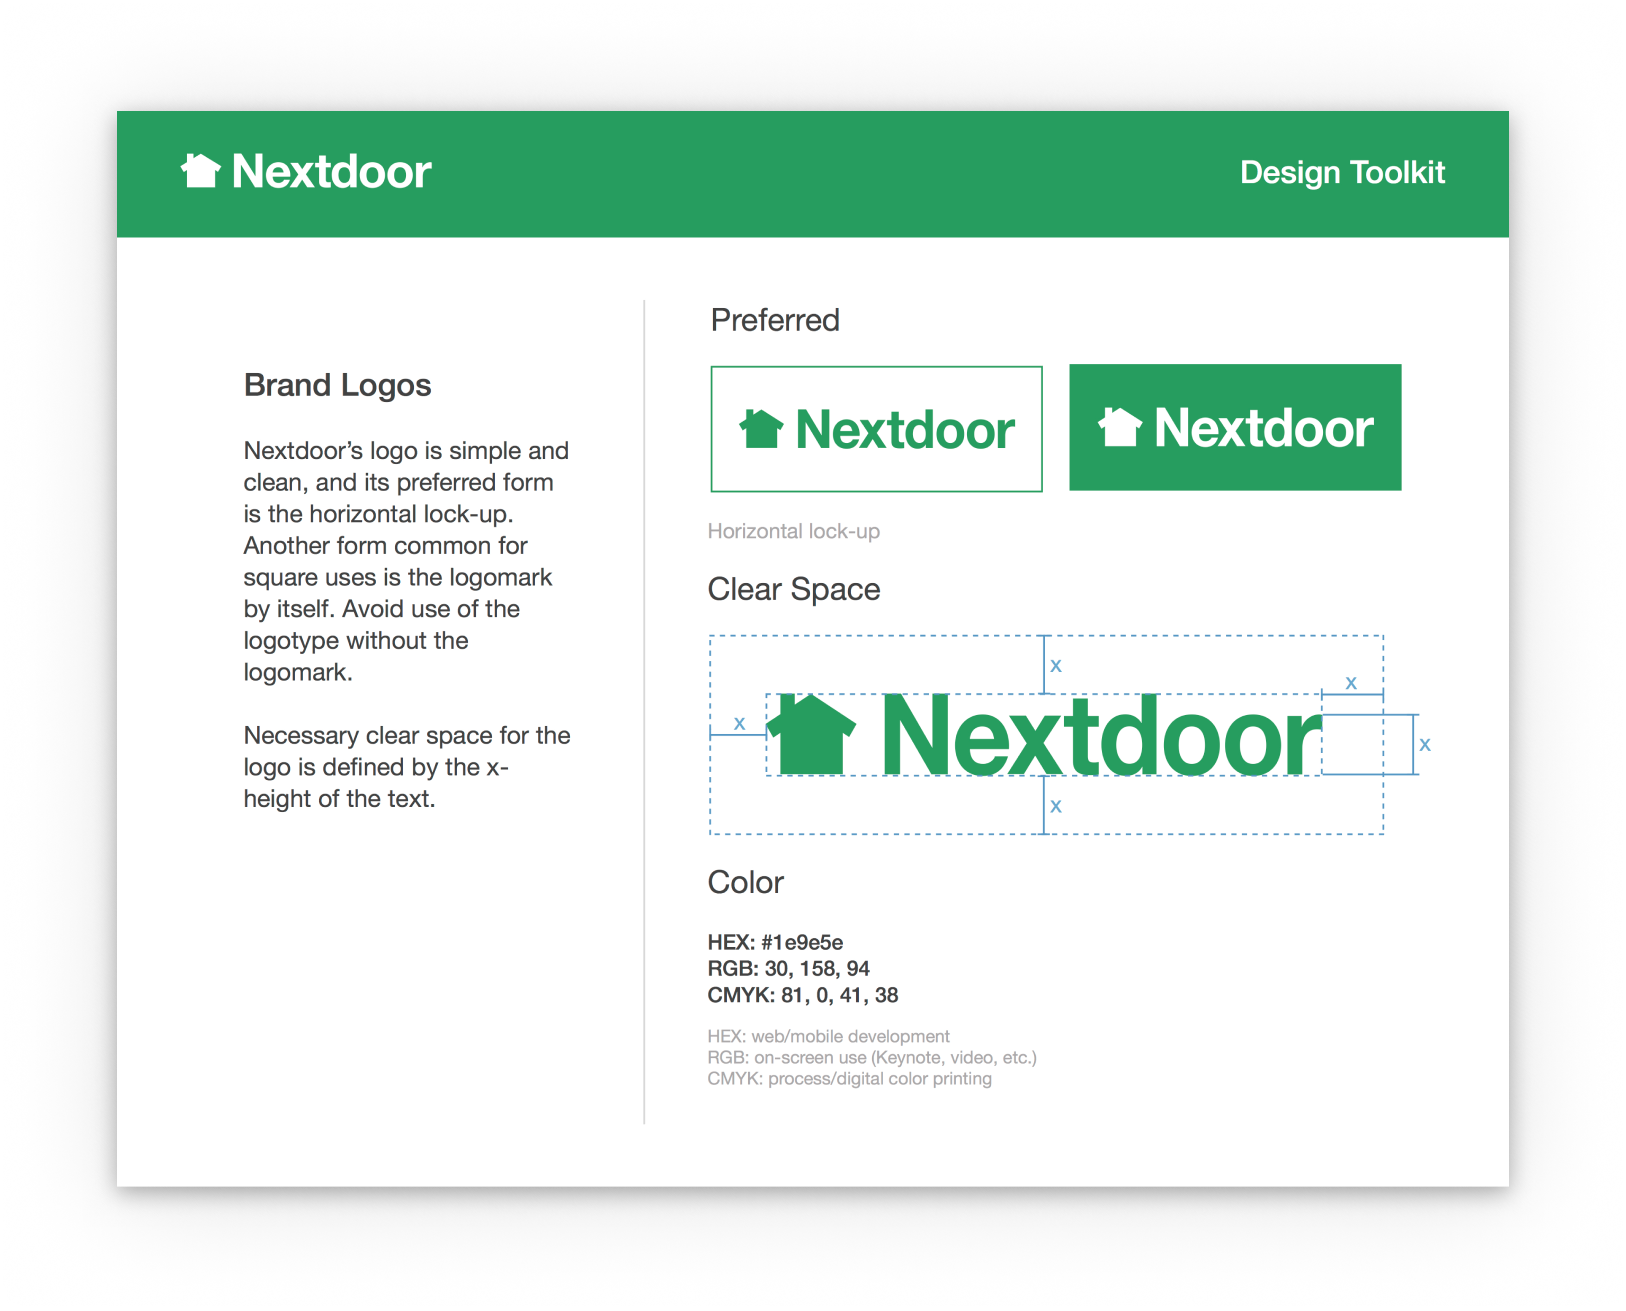 Nextdoor
Design Toolkit
Brand Logos
Nextdoor’s logo is simple and
clean, and its preferred form
is the horizontal lock-up.
Another form common for
square uses is the logomark
by itself. Avoid use of the
logotype without the
logomark.
Necessary clear space for the
logo is defined by the x-
height of the text.
Preferred
Nextdoor
Nextdoor
Horizontal lock-up
Clear Space
x
x
x
Nextdoor
x
x
Color
HEX: #1e9e5e
RGB: 30, 158, 94
CMYK: 81, 0, 41, 38
HEX: web/mobile development
RGB: on-screen use (Keynote, video, etc.)
CMYK: process/digital color printing